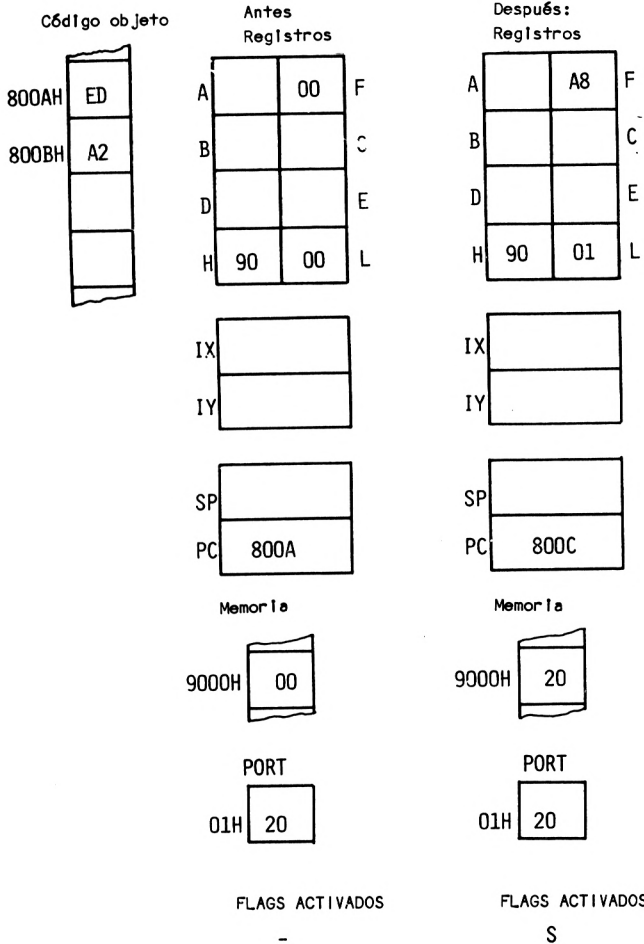 Código objeto
Antes
Registros
Después:
Registros
800AH ED
800BH A2
A 00 F
B C
D E
H 90 00 L
IX
IY
SP
PC 800A
A A8 F
B C
D E
H 90 01 L
IX
IY
SP
PC 800C
Memoria
9000H 00
Memoria
9000H 20
PORT
01H 20
PORT
01H 20
FLAGS ACTIVADOS
-
FLAGS ACTIVADOS
S